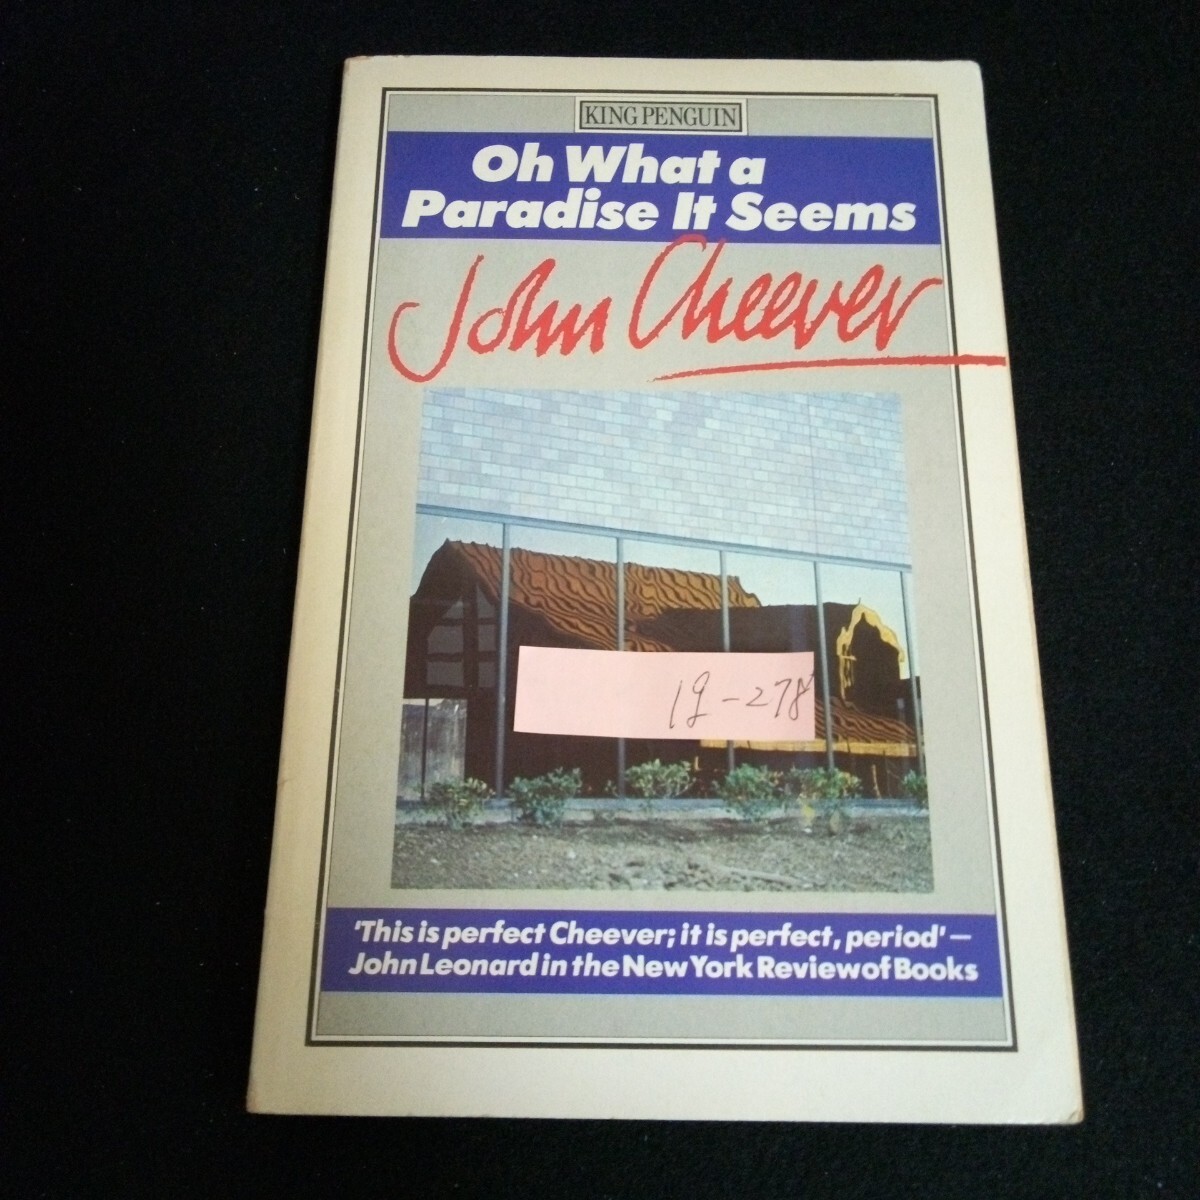 KING PENGUIN
Oh What a
Paradise It Seems
John Cheever
19-278
'This is perfect Cheever; it is perfect, period' –
John Leonard in the New York Review of Books